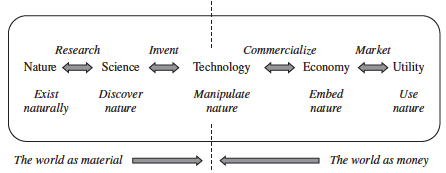 Research Invent Commercialize Market
Nature Science Technology Economy Utility
Exist Discover Manipulate Embed Use
naturally nature nature nature nature
The world as material The world as money